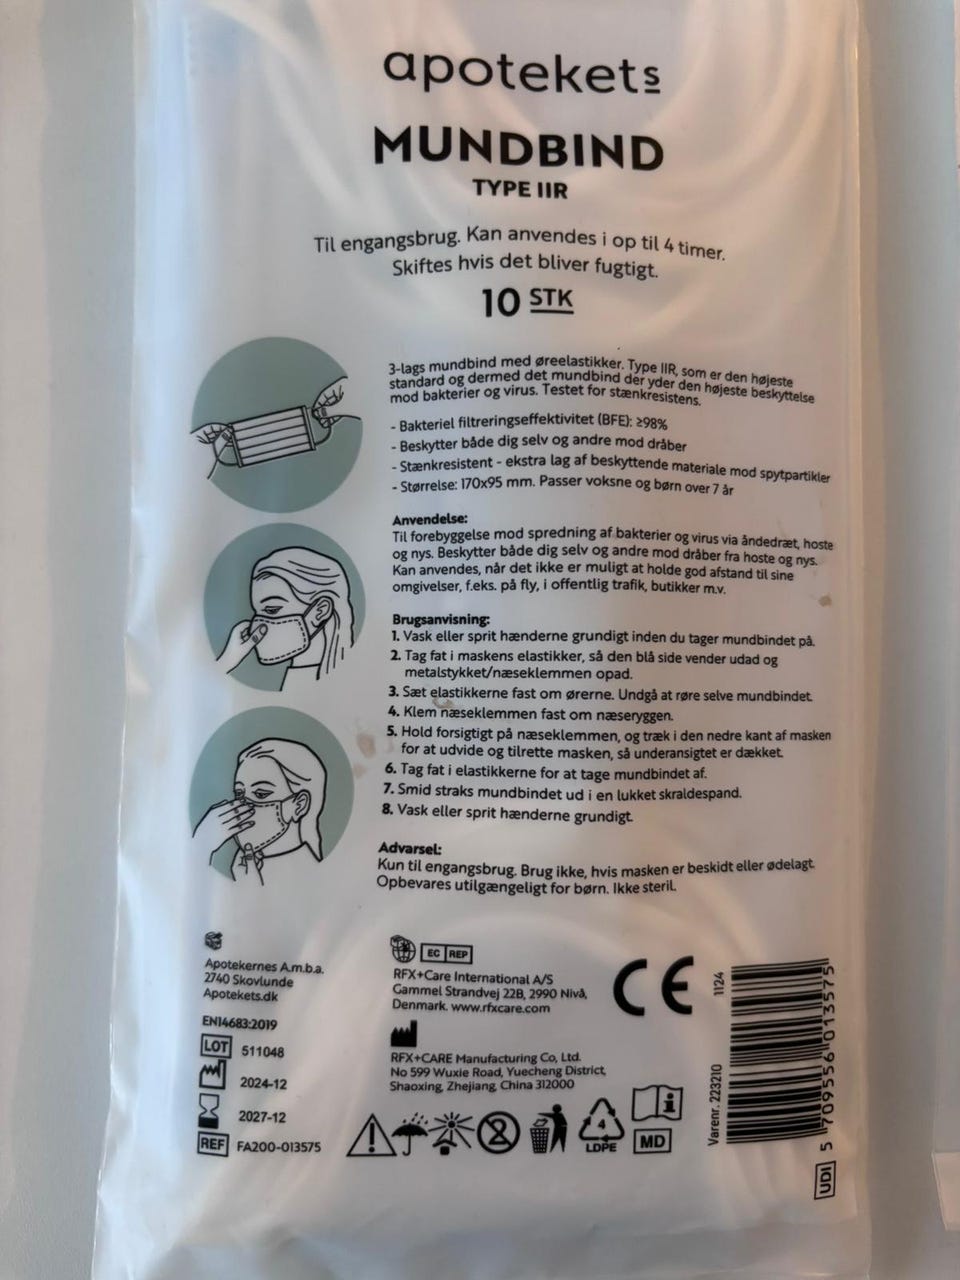 apotekets
MUNDBIND
TYPE IIR
Til engangsbrug. Kan anvendes i op til 4 timer.
Skiftes hvis det bliver fugtigt.
10 STK
3-lags mundbind med øreelastikker. Type IIR, som er den højeste
standard og dermed det mundbind der yder den højeste beskyttelse
mod bakterier og virus. Testet for stænkresistens.
- Bakteriel filtreringseffektivitet (BFE): ≥98%
- Beskytter både dig selv og andre mod dråber
- Stænkresistent - ekstra lag af beskyttende materiale mod spytpartikler
- Størrelse: 170x95 mm. Passer voksne og børn over 7 år
Anvendelse:
Til forebyggelse mod spredning af bakterier og virus via åndedræt, hoste
og nys. Beskytter både dig selv og andre mod dråber fra hoste og nys.
Kan anvendes, når det ikke er muligt at holde god afstand til sine
omgivelser, f.eks. på fly, i offentlig trafik, butikker m.v.
Brugsanvisning:
1. Vask eller sprit hænderne grundigt inden du tager mundbindet på.
2. Tag fat i maskens elastikker, så den blå side vender udad og
metalstykket/næseklemmen opad.
3. Sæt elastikkerne fast om ørerne. Undgå at røre selve mundbindet.
4. Klem næseklemmen fast om næseryggen.
5. Hold forsigtigt på næseklemmen, og træk i den nedre kant af masken
for at udvide og tilrette masken, så underansigtet er dækket.
6. Tag fat i elastikkerne for at tage mundbindet af.
7. Smid straks mundbindet ud i en lukket skraldespand.
8. Vask eller sprit hænderne grundigt.
Advarsel:
Kun til engangsbrug. Brug ikke, hvis masken er beskidt eller ødelagt.
Opbevares utilgængeligt for børn. Ikke steril.
Apotekernes A.m.b.a.
2740 Skovlunde
Apotekets.dk
EN14683:2019
LOT 511048
2024-12
2027-12
REF FA200-013575
EC REP
RFX+Care International A/S
Gammel Strandvej 22B, 2990 Nivå,
Denmark. www.rfxcare.com
RFX+CARE Manufacturing Co, Ltd.
No 599 Wuxie Road, Yuecheng District,
Shaoxing, Zhejiang, China 312000
CE
2
4
LDPE
i
MD
1124
Varenr. 223210
5 709556 013575
UDI